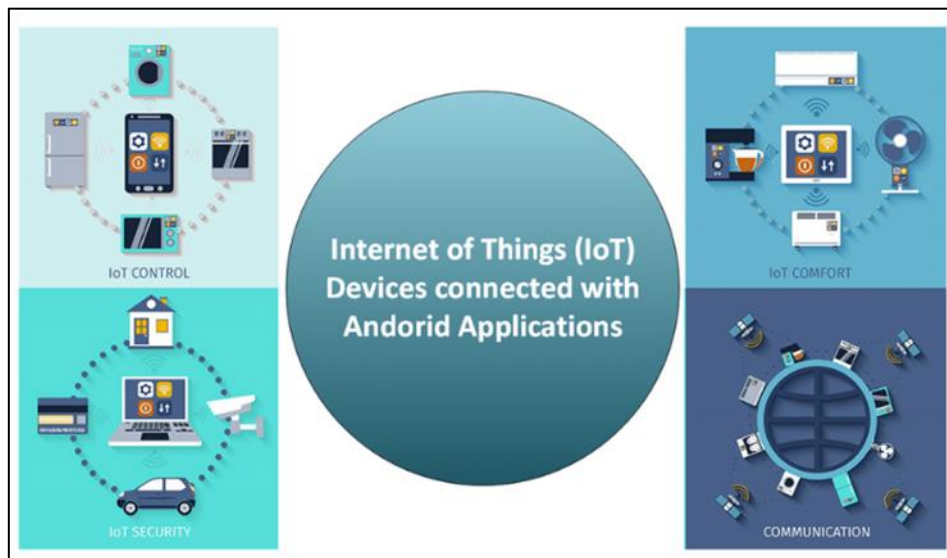 IoT CONTROL
Internet of Things (IoT)
Devices connected with
Andorid Applications
IoT COMFORT
IoT SECURITY
COMMUNICATION